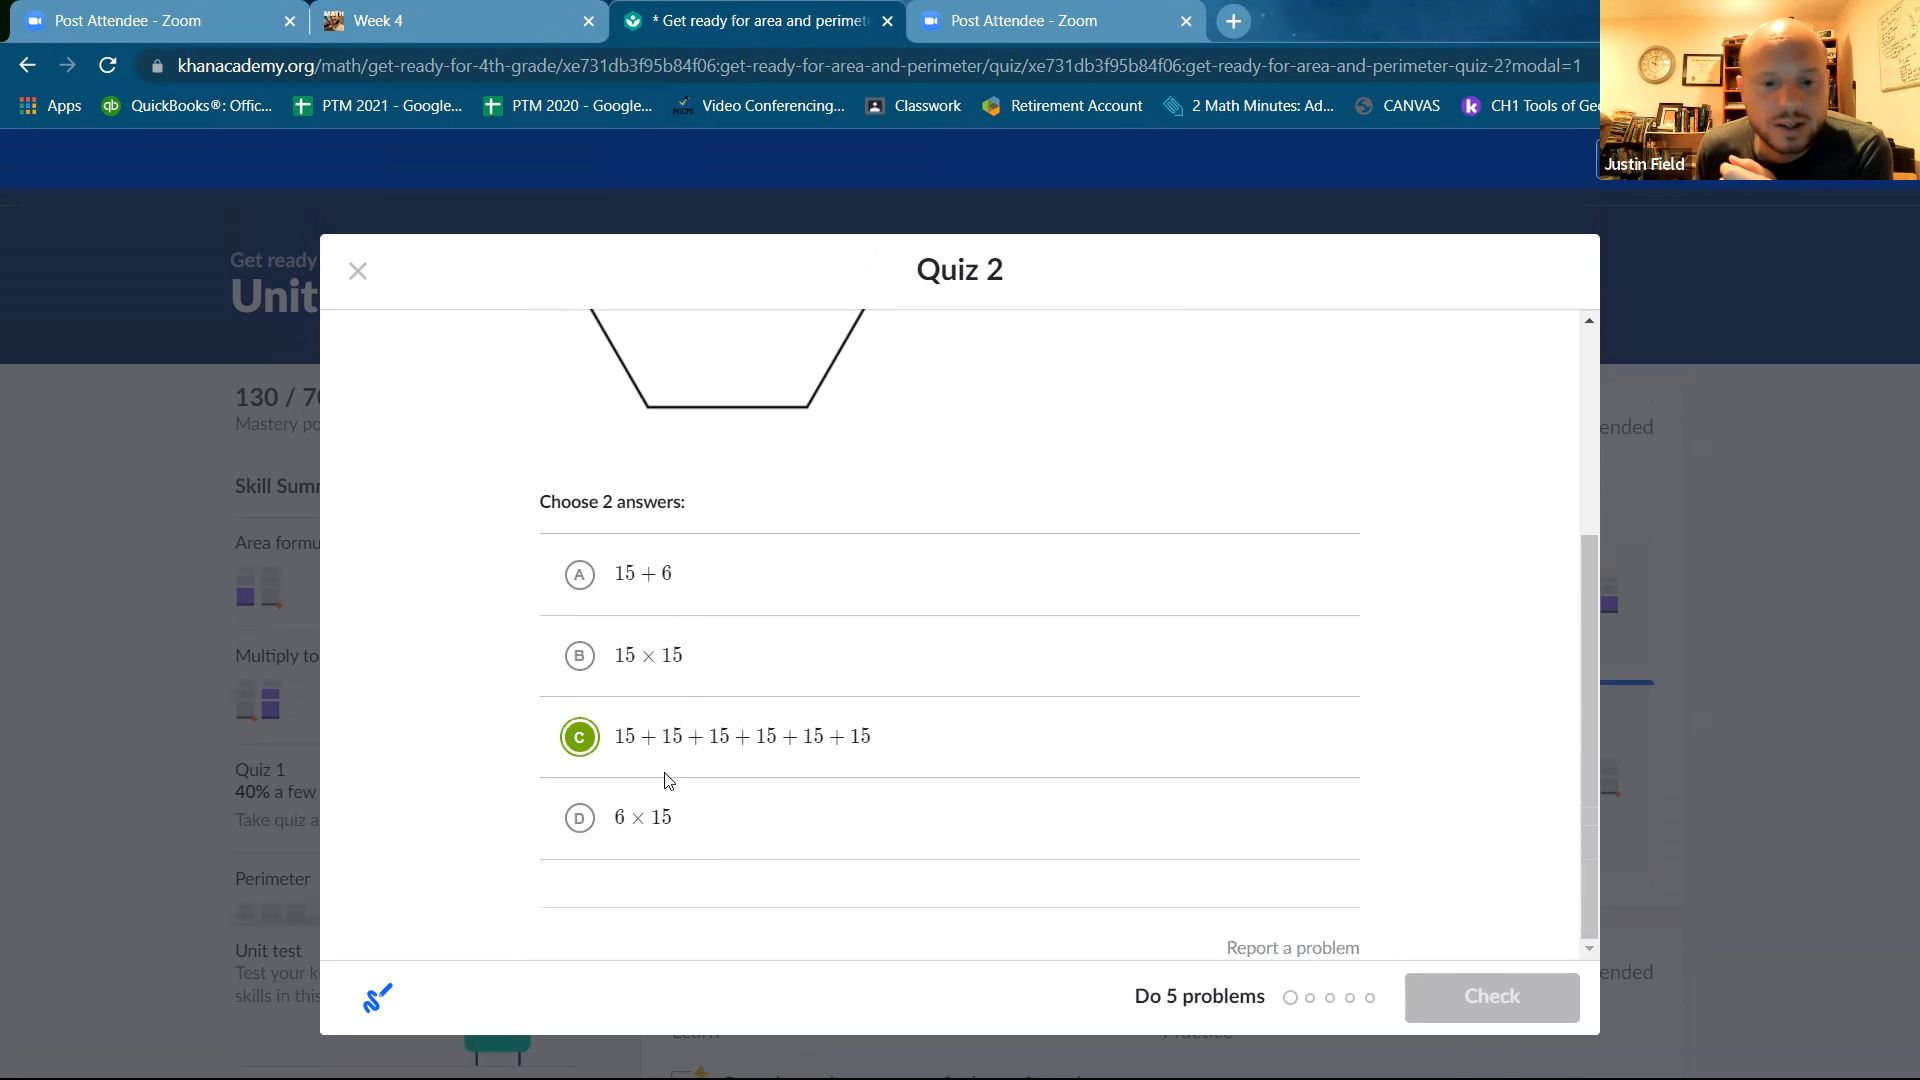 Post Attendee - Zoom
Week 4
* Get ready for area and perimet
Post Attendee - Zoom
khanacademy.org/math/get-ready-for-4th-grade/xe731db3f95b84f06:get-ready-for-area-and-perimeter/quiz/xe731db3f95b84f06:get-ready-for-area-and-perimeter-quiz-2?modal=1
Apps
QuickBooks®: Offic...
PTM 2021 - Google...
PTM 2020 - Google...
Video Conferencing...
Classwork
Retirement Account
2 Math Minutes: Ad...
CANVAS
CH1 Tools of Geo
Justin Field
Get ready
Unit
Quiz 2
130 / 70
Mastery po
ended
Skill Summ
Area formu
Choose 2 answers:
A 15 + 6
Multiply to
B 15 × 15
C 15 + 15 + 15 + 15 + 15 + 15
Quiz 1
40% a few
Take quiz a
D 6 × 15
Perimeter
Report a problem
Unit test
Test your k
skills in this
ended
Do 5 problems
Check
Learn
Practice